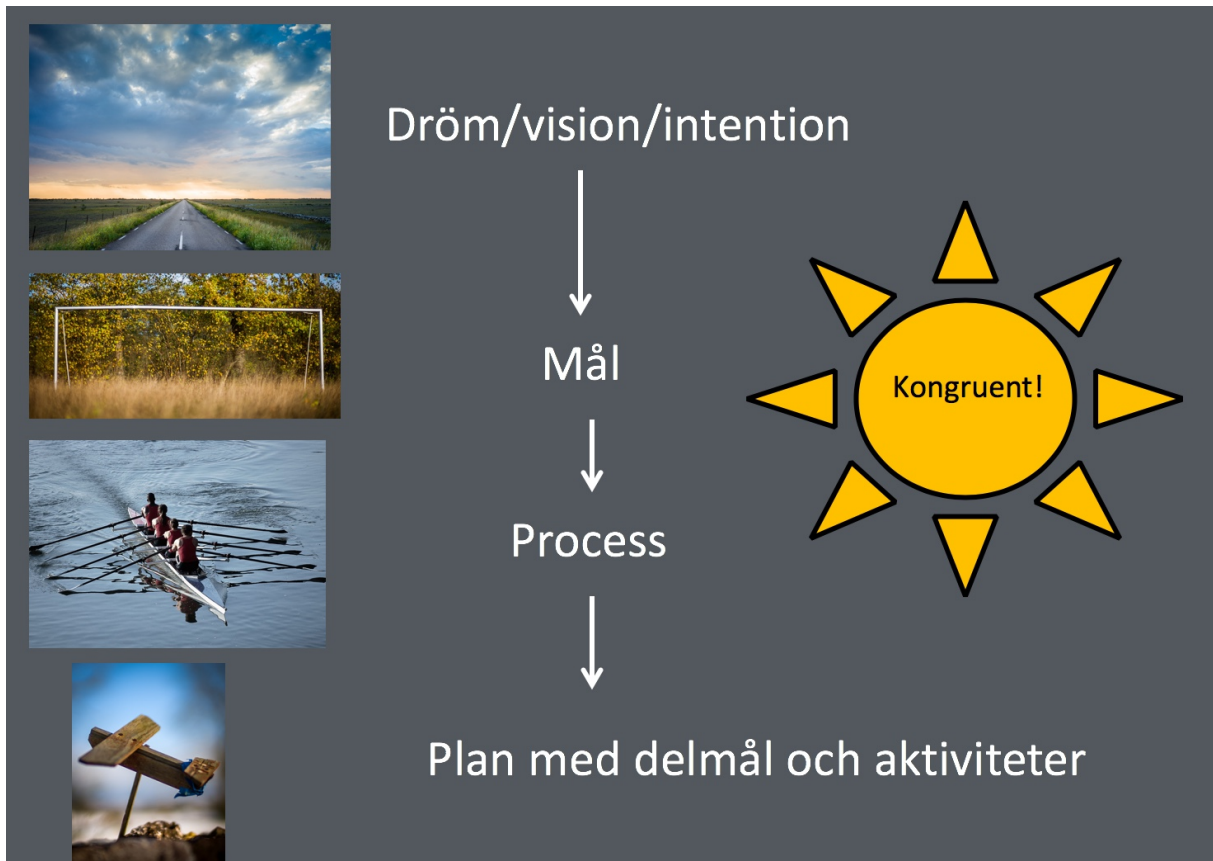 Dröm/vision/intention
Mål
Kongruent!
Process
Plan med delmål och aktiviteter